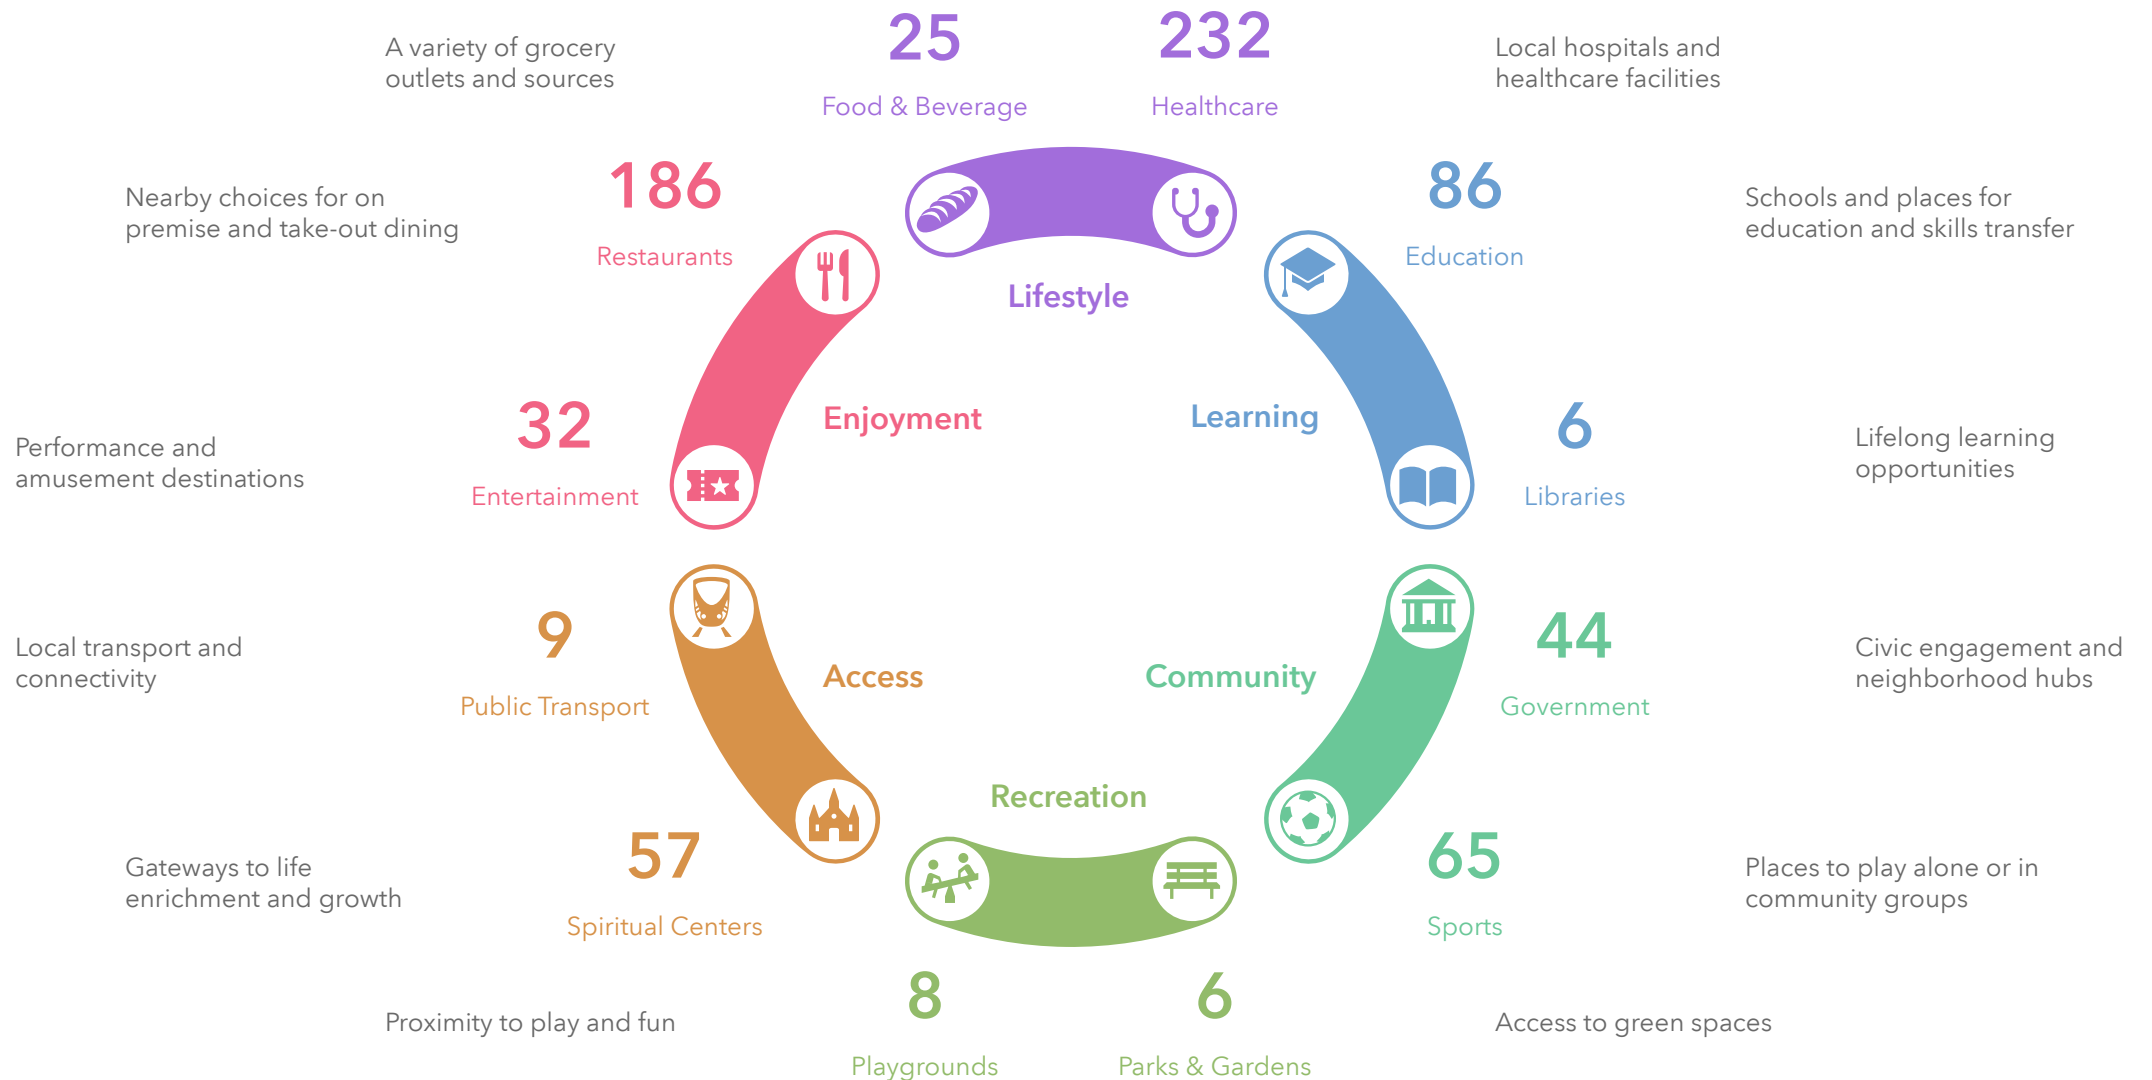 25
232
A variety of grocery
outlets and sources
Local hospitals and
healthcare facilities
Food & Beverage
Healthcare
186
86
Nearby choices for on
premise and take-out dining
Schools and places for
education and skills transfer
Restaurants
Education
Lifestyle
32
6
Enjoyment
Learning
Performance and
amusement destinations
Lifelong learning
opportunities
Entertainment
Libraries
9
44
Local transport and
connectivity
Civic engagement and
neighborhood hubs
Access
Community
Public Transport
Government
Recreation
57
65
Gateways to life
enrichment and growth
Places to play alone or in
community groups
Spiritual Centers
Sports
8
6
Proximity to play and fun
Access to green spaces
Playgrounds
Parks & Gardens